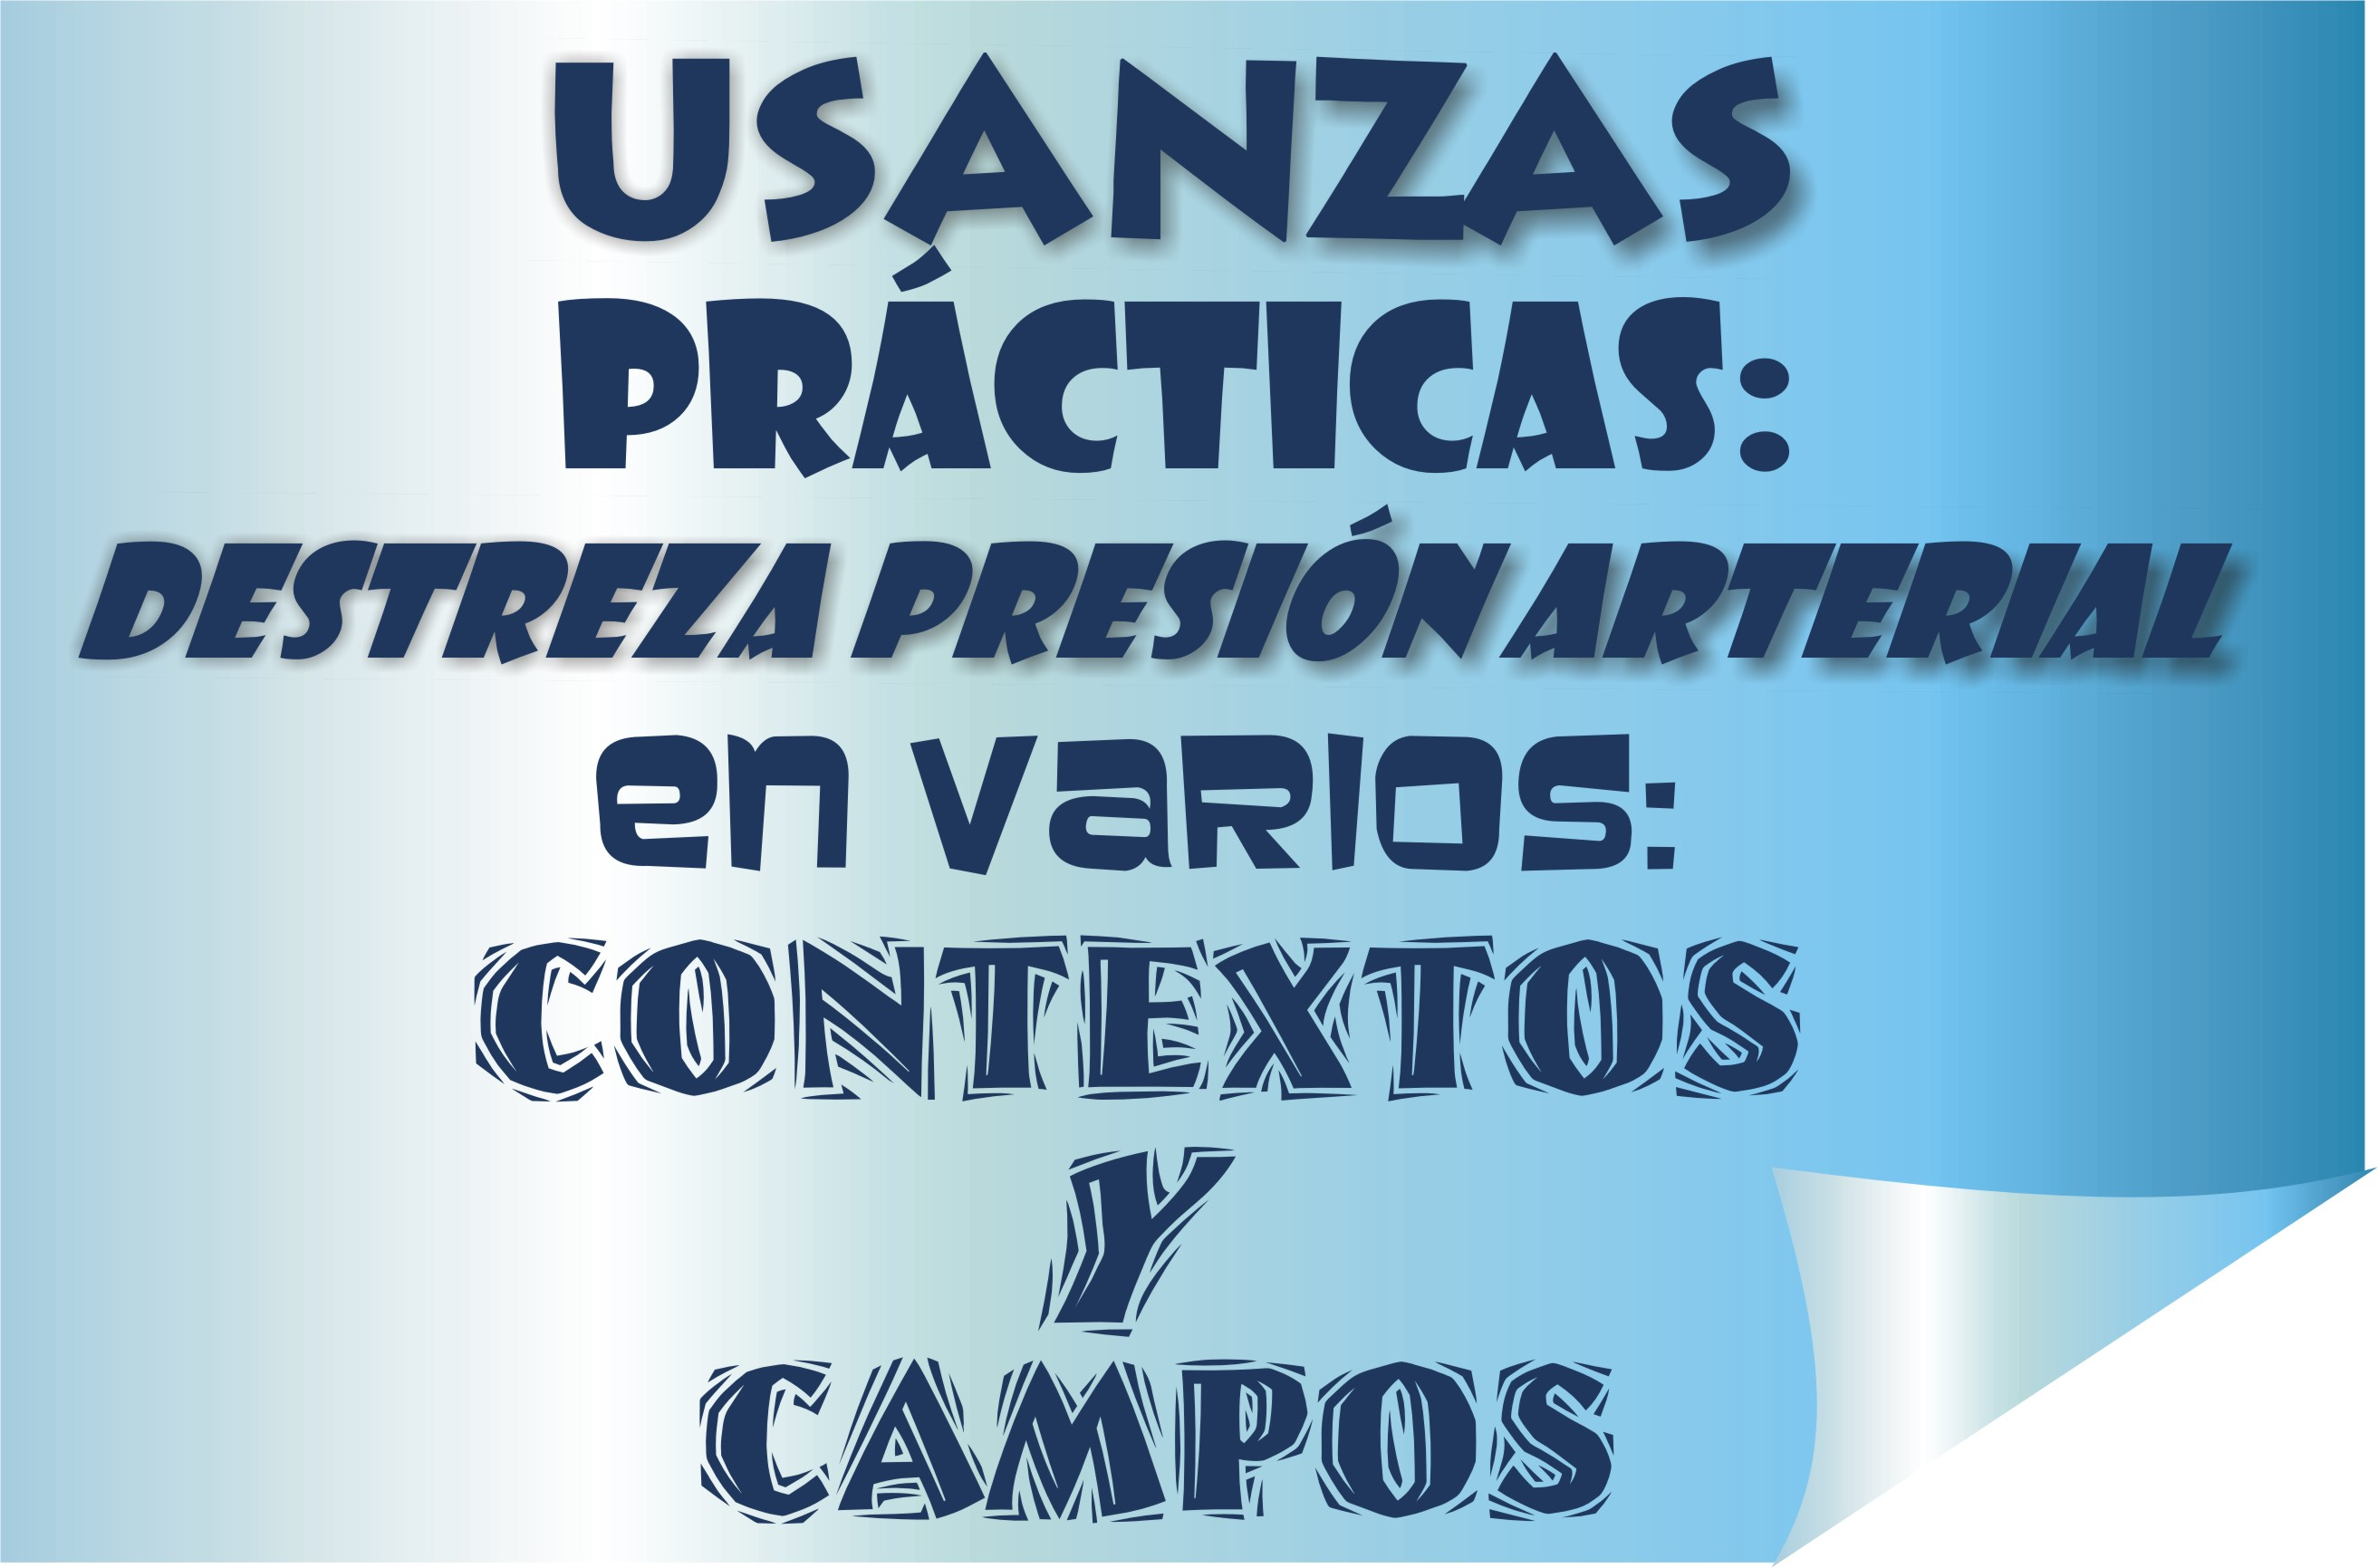 USANZAS
PRÁCTICAS:
DESTREZA PRESIÓN ARTERIAL
en VaRIOS:
CONTEXTOS
Y
CAMPOS